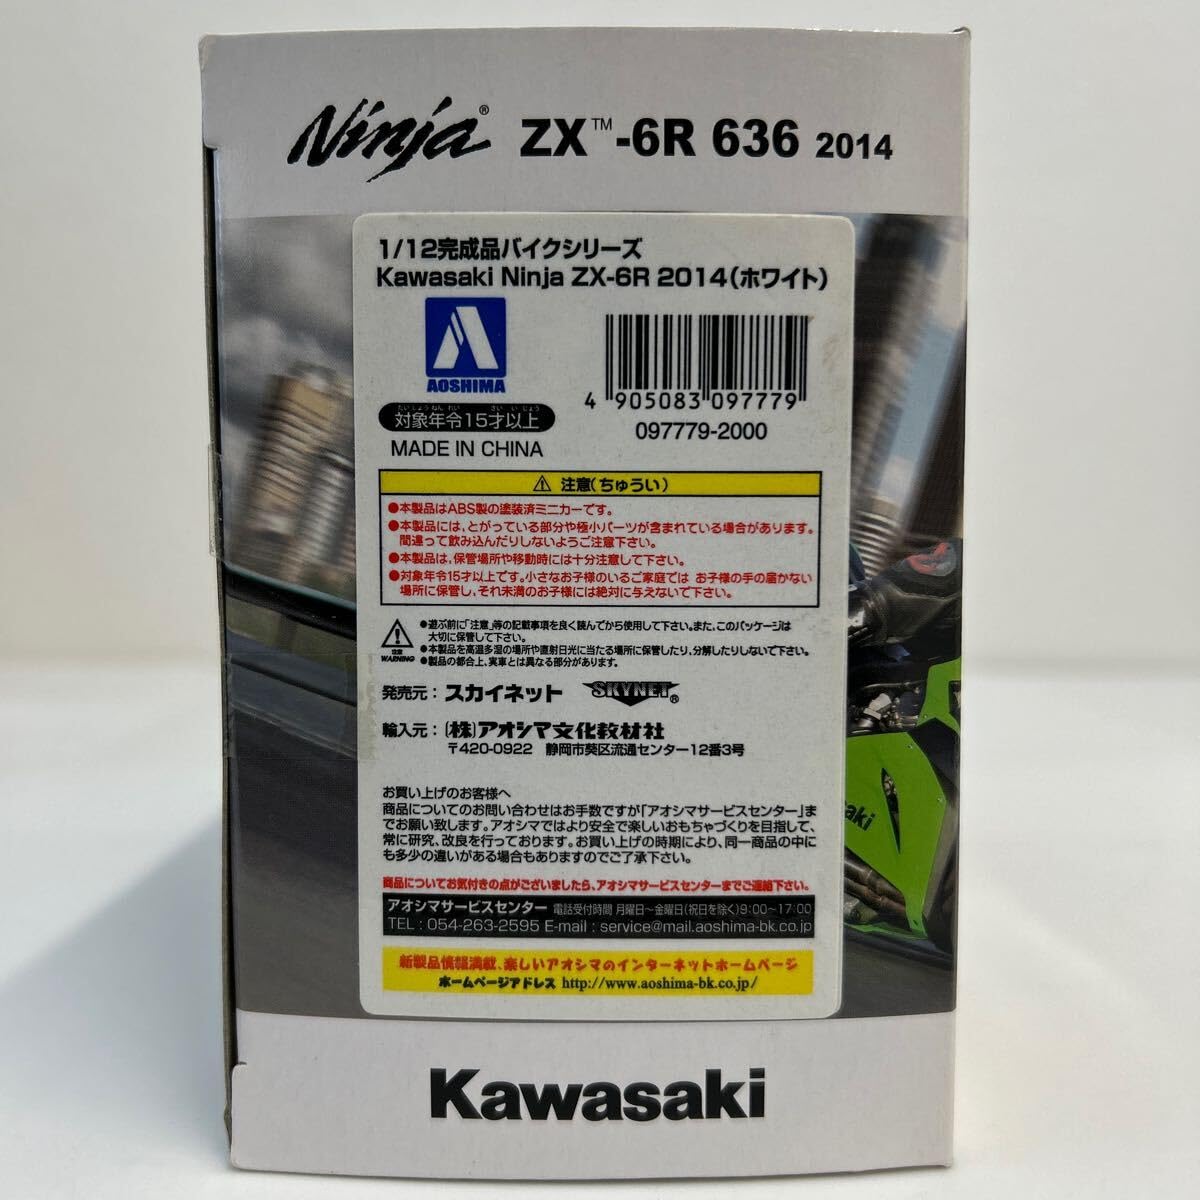 Ninja® ZX™-6R 636 2014
1/12完成品バイクシリーズ
Kawasaki Ninja ZX-6R 2014(ホワイト)
AOSHIMA
4 905083 097779
097779-2000
たいしょうねんれい さいいじょう
対象年令15才以上
MADE IN CHINA
⚠ 注意(ちゅうい)
●本製品はABS製の塗装済ミニカーです。
●本製品には、とがっている部分や極小パーツが含まれている場合があります。
間違って飲み込んだりしないようご注意下さい。
●本製品は、保管場所や移動時には十分注意して下さい。
●対象年令15才以上です。小さなお子様のいるご家庭では お子様の手の届かない
場所に保管し、それ未満のお子様には絶対に与えないで下さい。
注意
WARNING
●遊ぶ前に「注意」等の記載事項を良く読んでから使用して下さい。また、このパッケージは
大切に保管して下さい。
●本製品を高温多湿の場所や直射日光に当たる場所に保管したり、分解したりしないで下さい。
●製品の都合上、実車とは異なる部分があります。
発売元：スカイネット SKYNET®
輸入元：(株)アオシマ文化教材社
〒420-0922 静岡市葵区流通センター12番3号
お買い上げのお客様へ
商品についてのお問い合わせはお手数ですが「アオシマサービスセンター」ま
でお願い致します。アオシマではより安全で楽しいおもちゃづくりを目指して、
常に研究、改良を行っております。お買い上げの時期により、同一商品の中に
も多少の違いがある場合もありますのでご了承下さい。
商品についてお気付きの点がございましたら、アオシマサービスセンターまでご連絡下さい。
アオシマサービスセンター 電話受付時間 月曜日～金曜日(祝日を除く)9:00～17:00
TEL：054-263-2595 E-mail：service@mail.aoshima-bk.co.jp
新製品情報満載、楽しいアオシマのインターネットホームページ
ホームページアドレス http://www.aoshima-bk.co.jp/
saki
Kawasaki